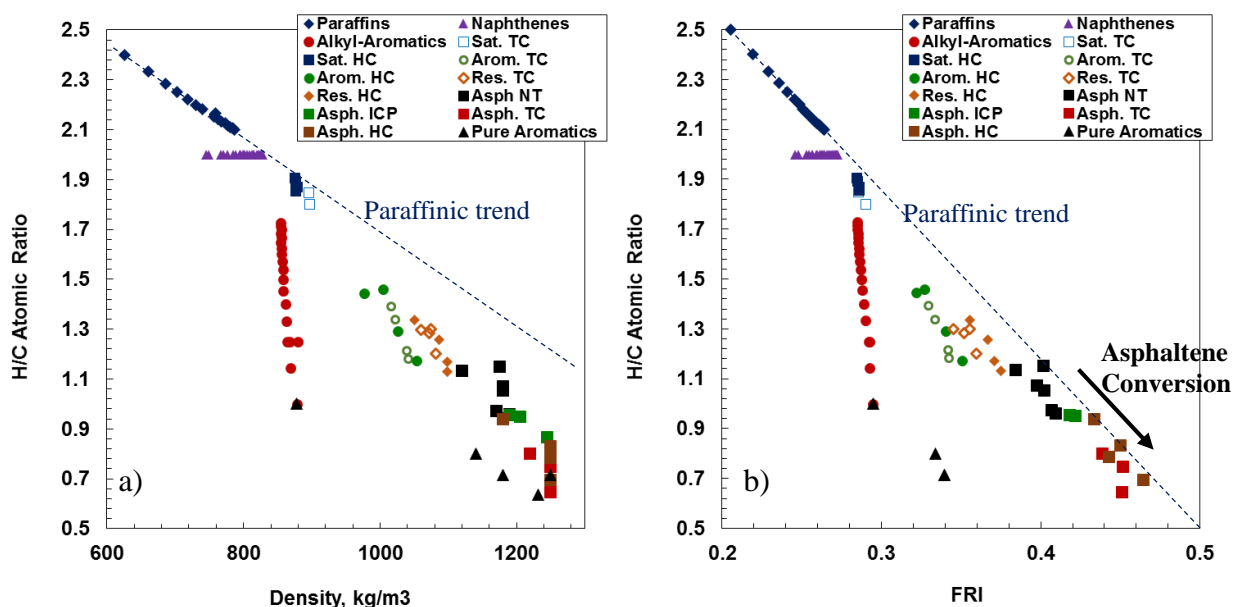 Paraffins Naphthenes
Alkyl-Aromatics Sat. TC
Sat. HC Arom. TC
Arom. HC Res. TC
Res. HC Asph NT
Asph. ICP Asph. TC
Asph. HC Pure Aromatics
2.5
2.3
2.1
1.9
1.7
1.5
1.3
1.1
0.9
0.7
0.5
H/C Atomic Ratio
Paraffinic trend
a)
600 800 1000 1200
Density, kg/m3
Paraffins Naphthenes
Alkyl-Aromatics Sat. TC
Sat. HC Arom. TC
Arom. HC Res. TC
Res. HC Asph NT
Asph. ICP Asph. TC
Asph. HC Pure Aromatics
2.5
2.3
2.1
1.9
1.7
1.5
1.3
1.1
0.9
0.7
0.5
H/C Atomic Ratio
Paraffinic trend
Asphaltene
Conversion
b)
0.2 0.3 0.4 0.5
FRI